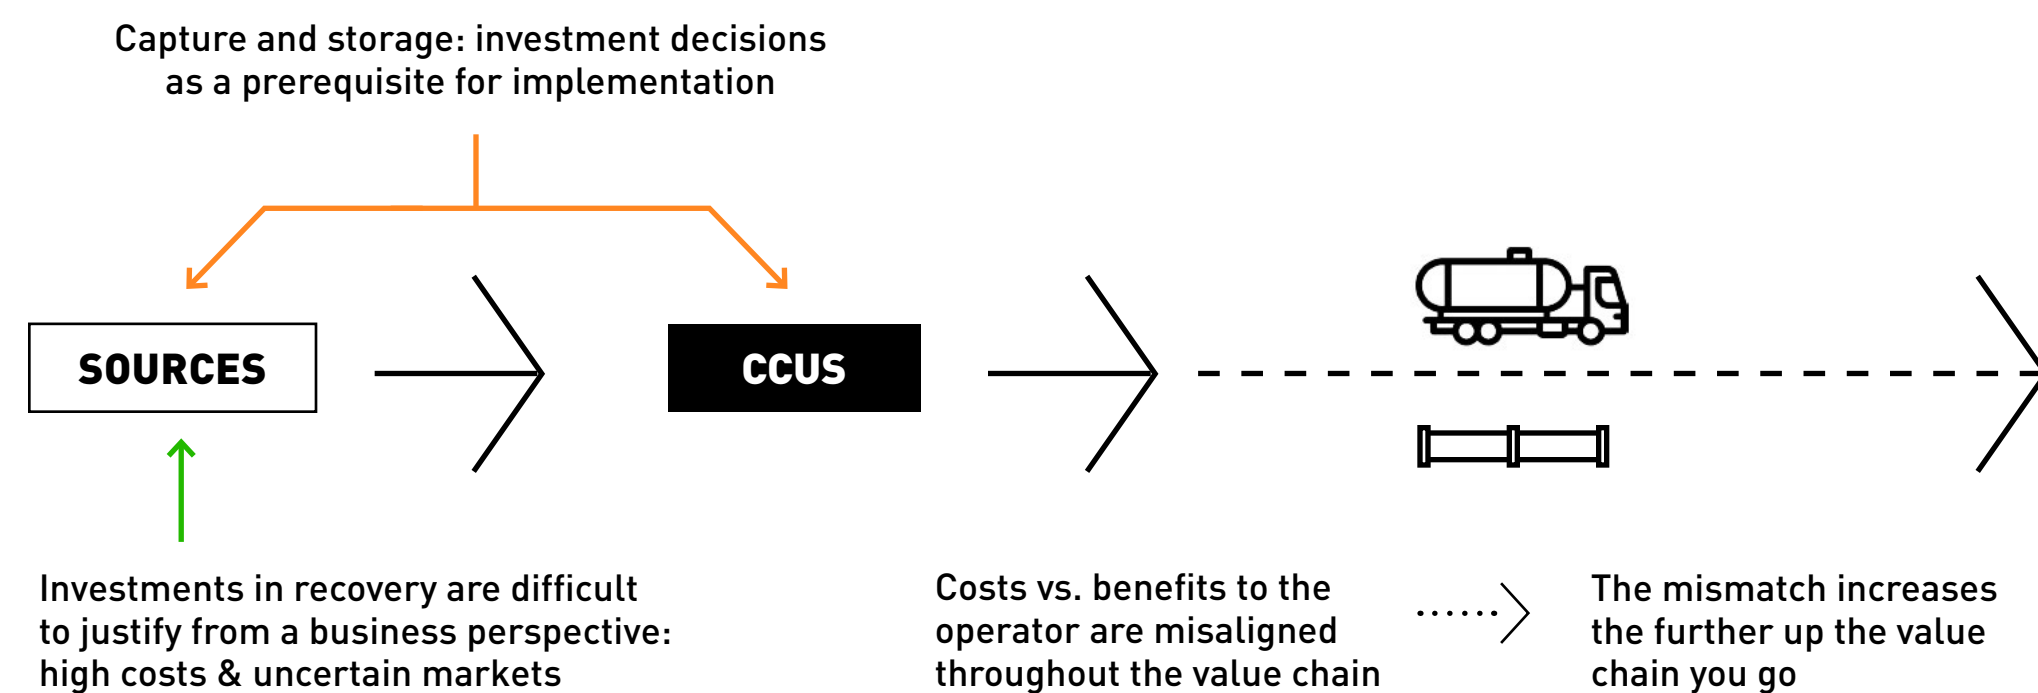 Capture and storage: investment decisions
as a prerequisite for implementation
SOURCES
CCUS
Investments in recovery are difficult
to justify from a business perspective:
high costs & uncertain markets
Costs vs. benefits to the
operator are misaligned
throughout the value chain
The mismatch increases
the further up the value
chain you go